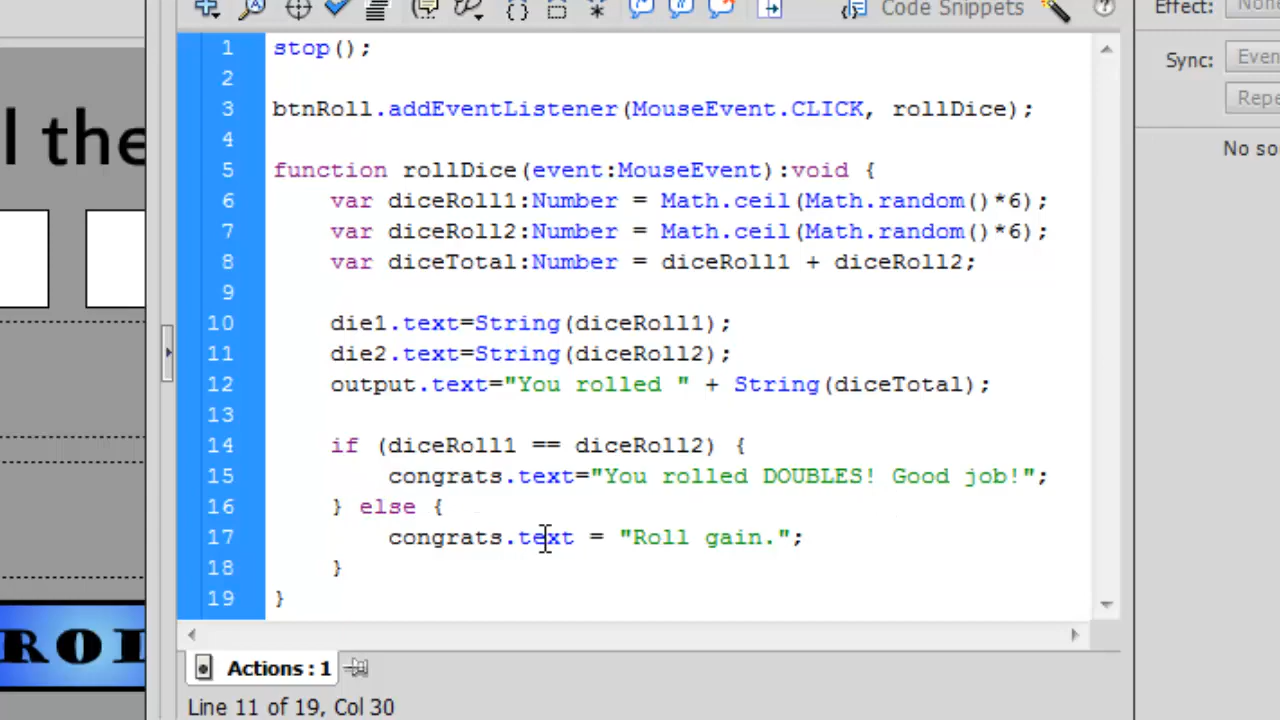 Code Snippets
Effect:
Sync:
No so
l the
ROL
1 stop();
2
3 btnRoll.addEventListener(MouseEvent.CLICK, rollDice);
4
5 function rollDice(event:MouseEvent):void {
6 var diceRoll1:Number = Math.ceil(Math.random()*6);
7 var diceRoll2:Number = Math.ceil(Math.random()*6);
8 var diceTotal:Number = diceRoll1 + diceRoll2;
9
10 die1.text=String(diceRoll1);
11 die2.text=String(diceRoll2);
12 output.text="You rolled " + String(diceTotal);
13
14 if (diceRoll1 == diceRoll2) {
15 congrats.text="You rolled DOUBLES! Good job!";
16 } else {
17 congrats.text = "Roll gain.";
18 }
19 }
Actions : 1
Line 11 of 19, Col 30